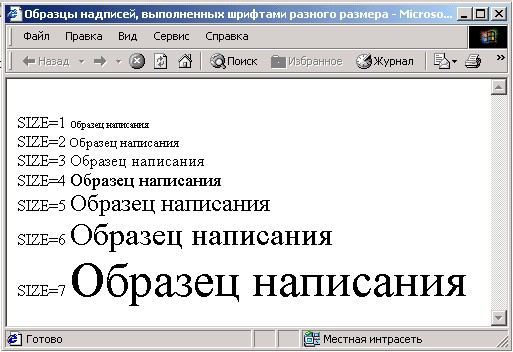 Образцы надписей, выполненных шрифтами разного размера - Microso...
Файл Правка Вид Сервис Справка
Назад Поиск Избранное Журнал »
SIZE=1 Образец написания
SIZE=2 Образец написания
SIZE=3 Образец написания
SIZE=4 Образец написания
SIZE=5 Образец написания
SIZE=6 Образец написания
SIZE=7 Образец написания
Готово Местная интрасеть